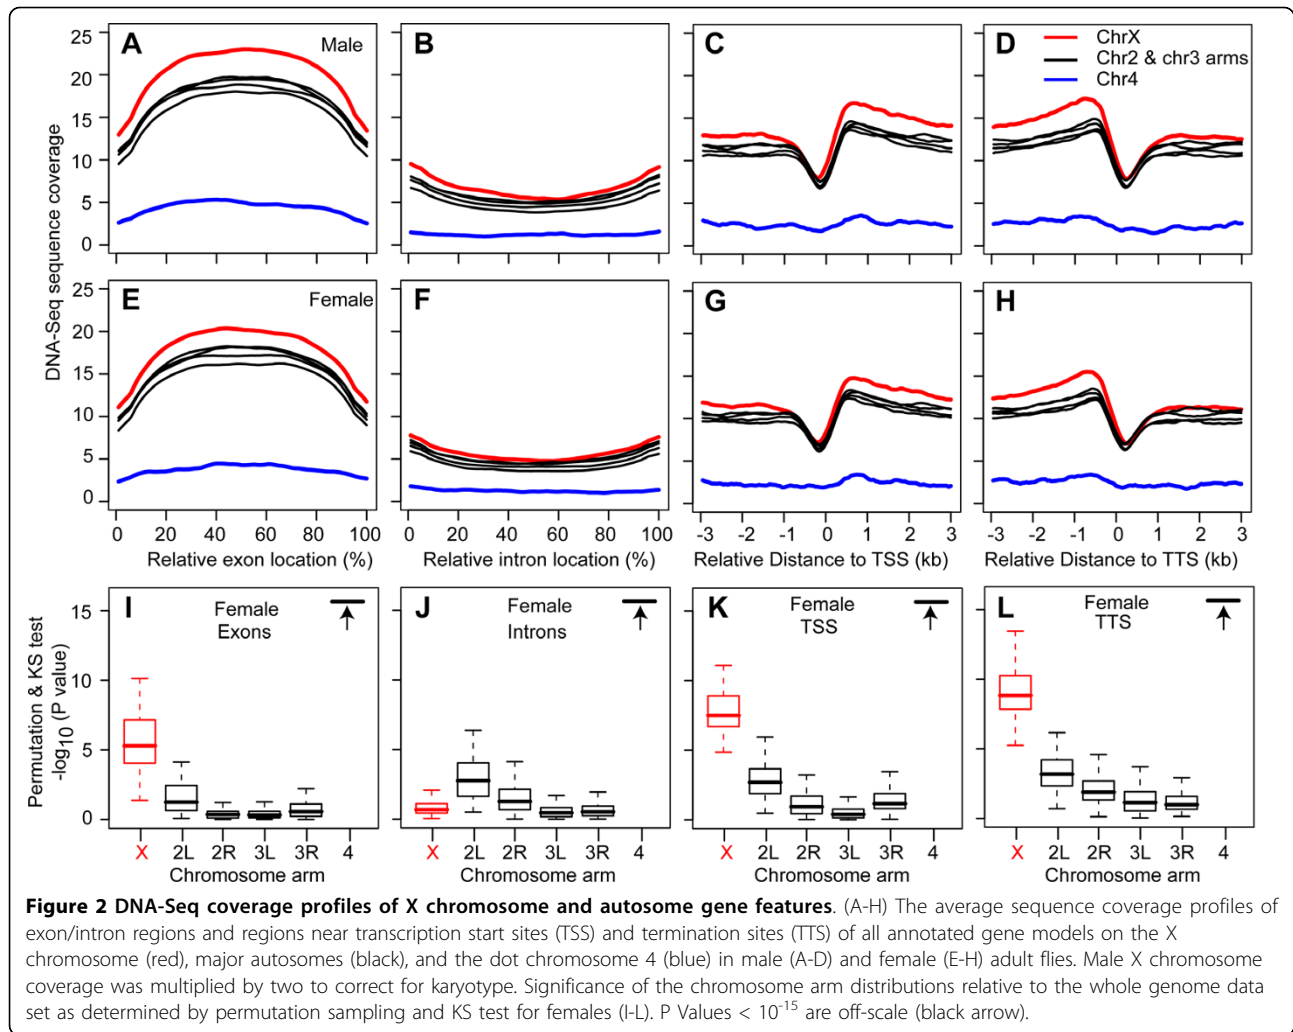 A Male B C D ChrX
Chr2 & chr3 arms
Chr4
25
20
15
10
5
0
DNA-Seq sequence coverage
0 20 40 60 80 100
E Female F G H
25
20
15
10
5
0
0 20 40 60 80 100 0 20 40 60 80 100 -3 -2 -1 0 1 2 3 -3 -2 -1 0 1 2 3
Relative exon location (%) Relative intron location (%) Relative Distance to TSS (kb) Relative Distance to TTS (kb)
I Female Exons J Female Introns K Female TSS L Female TTS
15
10
5
0
Permutation & KS test
-log10 (P value)
X 2L 2R 3L 3R 4 X 2L 2R 3L 3R 4 X 2L 2R 3L 3R 4 X 2L 2R 3L 3R 4
Chromosome arm Chromosome arm Chromosome arm Chromosome arm
Figure 2 DNA-Seq coverage profiles of X chromosome and autosome gene features. (A-H) The average sequence coverage profiles of
exon/intron regions and regions near transcription start sites (TSS) and termination sites (TTS) of all annotated gene models on the X
chromosome (red), major autosomes (black), and the dot chromosome 4 (blue) in male (A-D) and female (E-H) adult flies. Male X chromosome
coverage was multiplied by two to correct for karyotype. Significance of the chromosome arm distributions relative to the whole genome data
set as determined by permutation sampling and KS test for females (I-L). P Values < 10⁻¹⁵ are off-scale (black arrow).